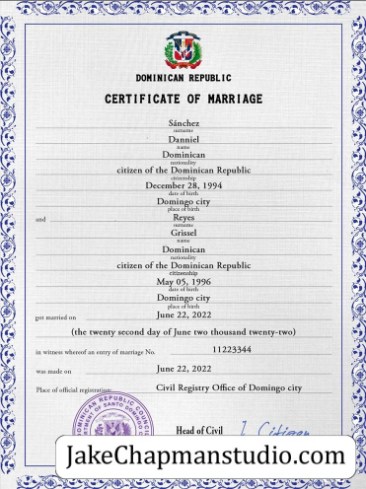 DOMINICAN REPUBLIC
CERTIFICATE OF MARRIAGE
Sánchez
surname
Danniel
name
Dominican
nationality
citizen of the Dominican Republic
citizenship
December 28, 1994
date of birth
Domingo city
place of birth
and Reyes
surname
Grissel
name
Dominican
nationality
citizen of the Dominican Republic
citizenship
May 05, 1996
date of birth
Domingo city
place of birth
get married on June 22, 2022
(the twenty second day of June two thousand twenty-two)
in witness whereof an entry of marriage No. 11223344
was made on June 22, 2022
Place of official registration: Civil Registry Office of Domingo city
DOMINICAN REPUBLIC COUNCIL
Head of Civil I. Citizen
JakeChapmanstudio.com